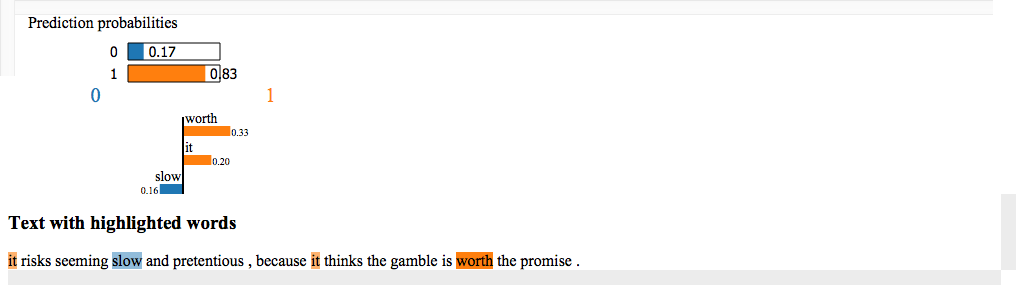 Prediction probabilities
0 0.17
1 0.83
0 1
worth
0.33
it
0.20
slow
0.16
Text with highlighted words
it risks seeming slow and pretentious , because it thinks the gamble is worth the promise .